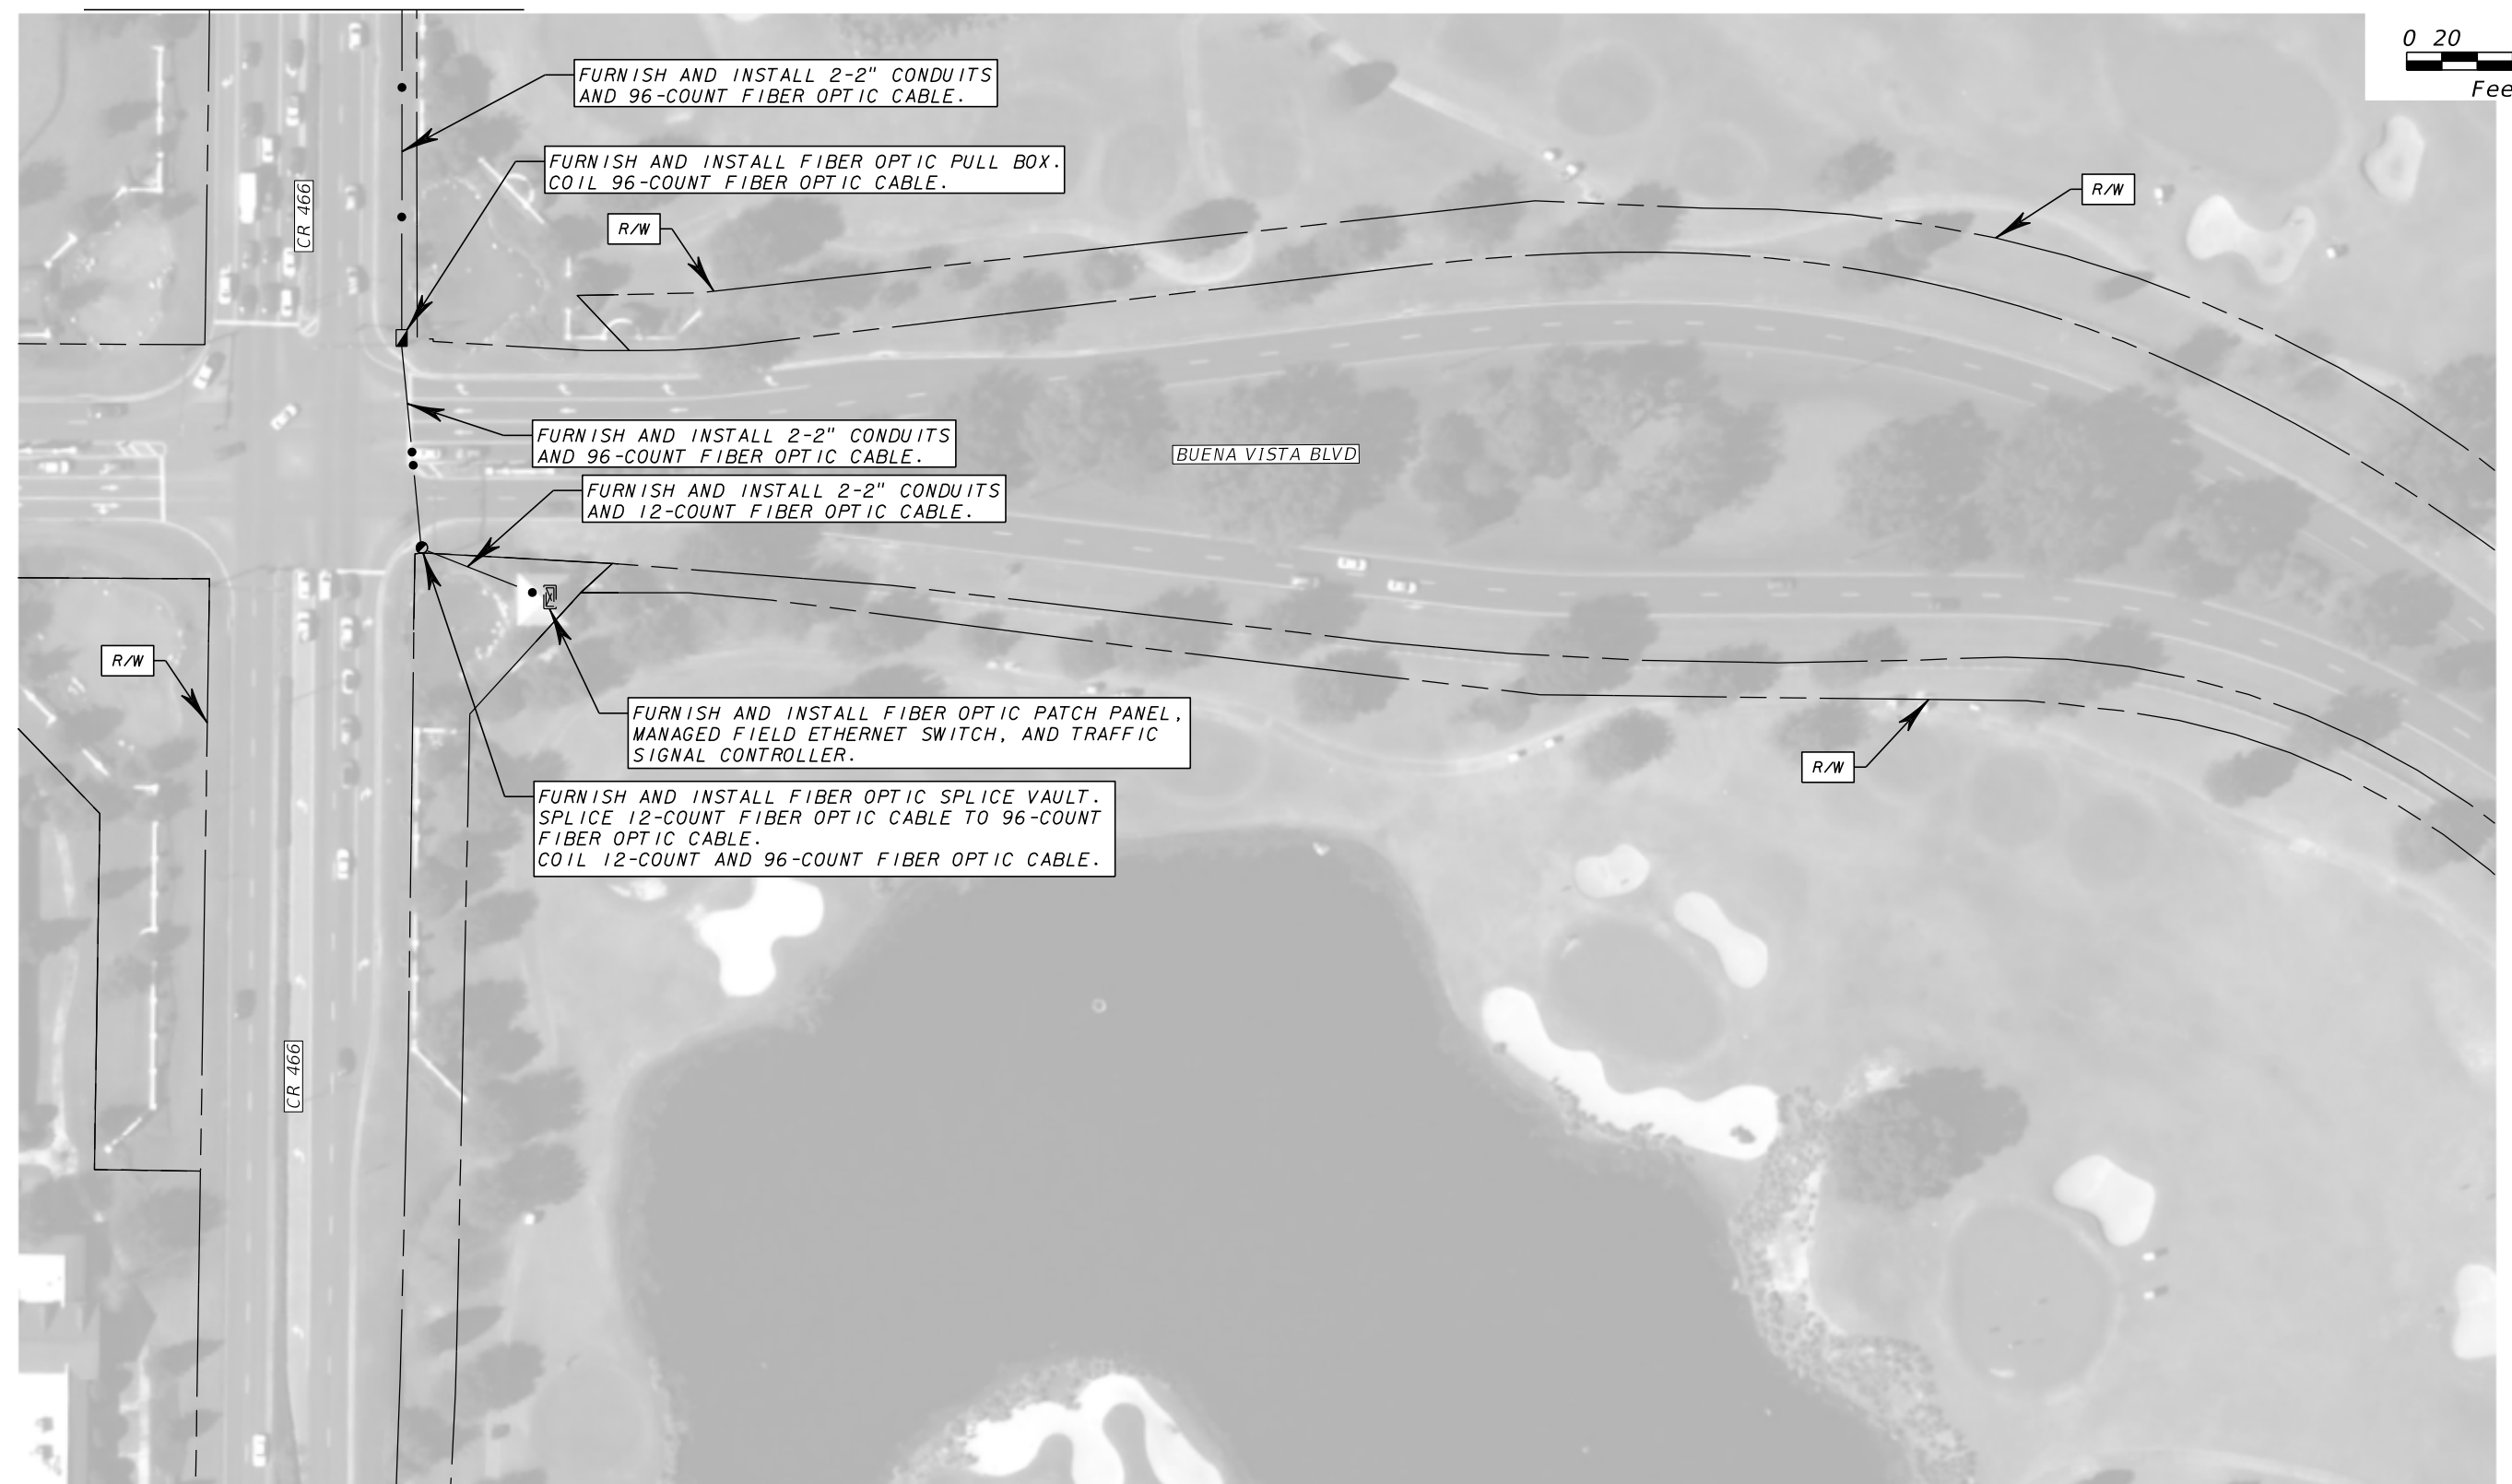 0 20
Fee
FURNISH AND INSTALL 2-2" CONDUITS
AND 96-COUNT FIBER OPTIC CABLE.
FURNISH AND INSTALL FIBER OPTIC PULL BOX.
COIL 96-COUNT FIBER OPTIC CABLE.
R/W
R/W
CR 466
FURNISH AND INSTALL 2-2" CONDUITS
AND 96-COUNT FIBER OPTIC CABLE.
BUENA VISTA BLVD
FURNISH AND INSTALL 2-2" CONDUITS
AND 12-COUNT FIBER OPTIC CABLE.
R/W
FURNISH AND INSTALL FIBER OPTIC PATCH PANEL,
MANAGED FIELD ETHERNET SWITCH, AND TRAFFIC
SIGNAL CONTROLLER.
R/W
FURNISH AND INSTALL FIBER OPTIC SPLICE VAULT.
SPLICE 12-COUNT FIBER OPTIC CABLE TO 96-COUNT
FIBER OPTIC CABLE.
COIL 12-COUNT AND 96-COUNT FIBER OPTIC CABLE.
CR 466